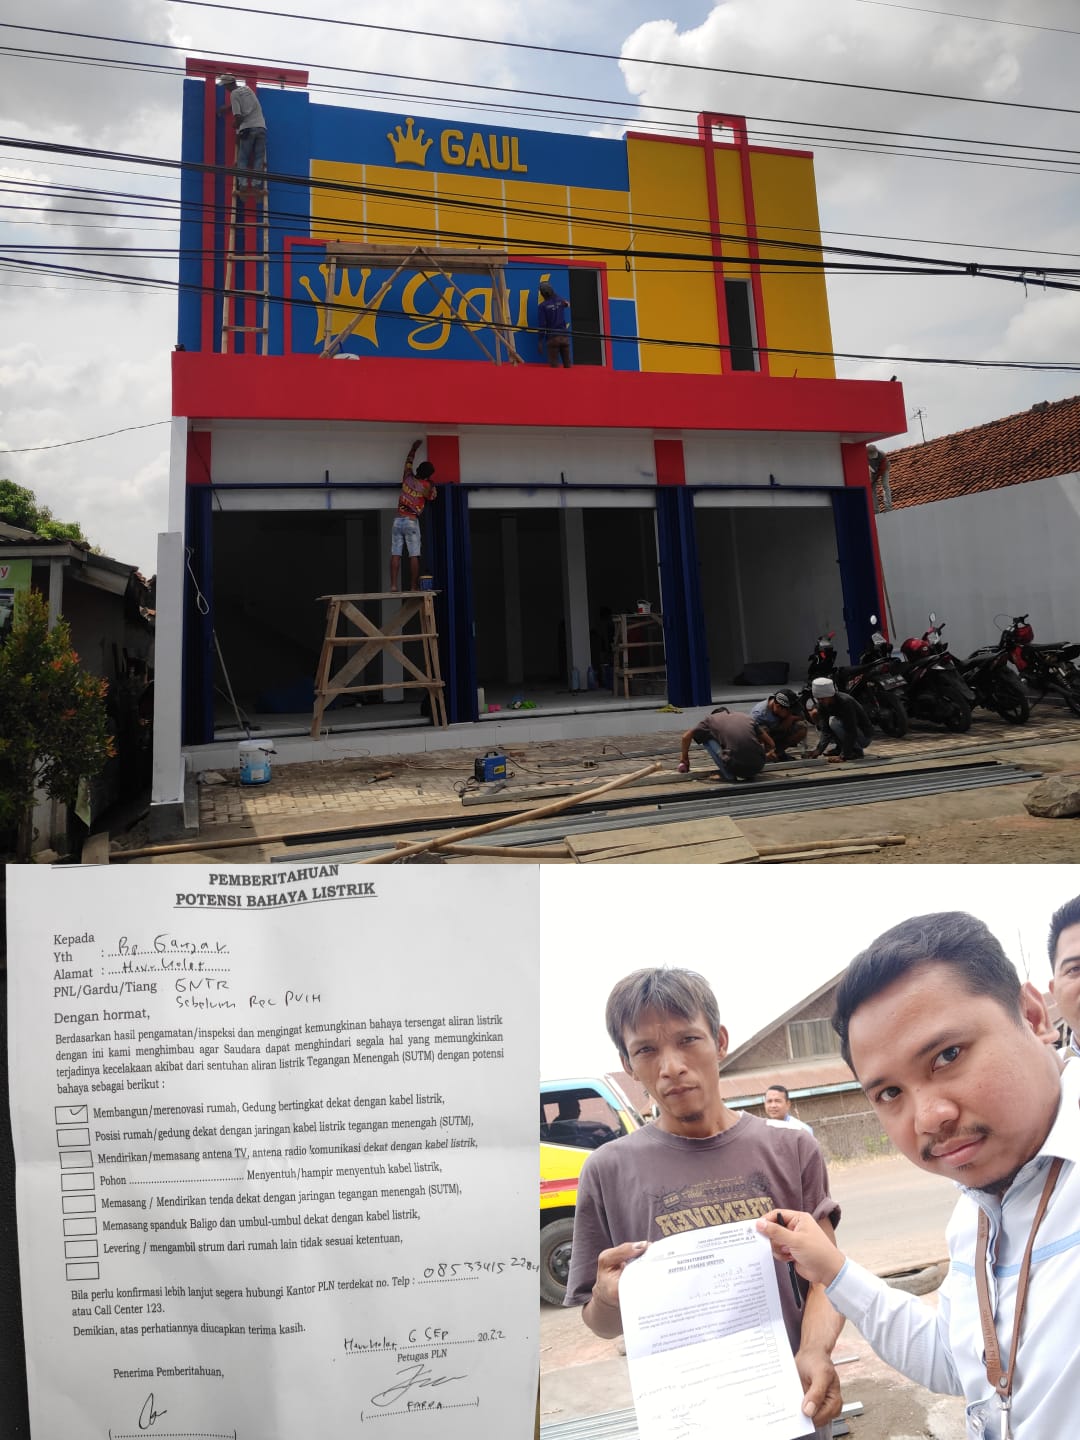 GAUL
gaul
y
PEMBERITAHUAN
POTENSI BAHAYA LISTRIK
Kepada
Yth : Bp Ganjar
Alamat :
PNL/Gardu/Tiang GNTR
Sebelum Rec PUIH
Dengan hormat,
Berdasarkan hasil pengamatan/inspeksi dan mengingat kemungkinan bahaya tersengat aliran listrik
dengan ini kami menghimbau agar Saudara dapat menghindari segala hal yang memungkinkan
terjadinya kecelakaan akibat dari sentuhan aliran listrik Tegangan Menengah (SUTM) dengan potensi
bahaya sebagai berikut :
Membangun/merenovasi rumah, Gedung bertingkat dekat dengan kabel listrik,
Posisi rumah/gedung dekat dengan jaringan kabel listrik tegangan menengah (SUTM),
Mendirikan/memasang antena TV, antena radio komunikasi dekat dengan kabel listrik,
Pohon ........................................ Menyentuh/hampir menyentuh kabel listrik,
Memasang / Mendirikan tenda dekat dengan jaringan tegangan menengah (SUTM),
Memasang spanduk Baligo dan umbul-umbul dekat dengan kabel listrik,
Levering / mengambil strum dari rumah lain tidak sesuai ketentuan,
Bila perlu konfirmasi lebih lanjut segera hubungi Kantor PLN terdekat no. Telp :
atau Call Center 123.
Demikian, atas perhatiannya diucapkan terima kasih.
6 SEP 2022
Penerima Pemberitahuan,
Petugas PLN